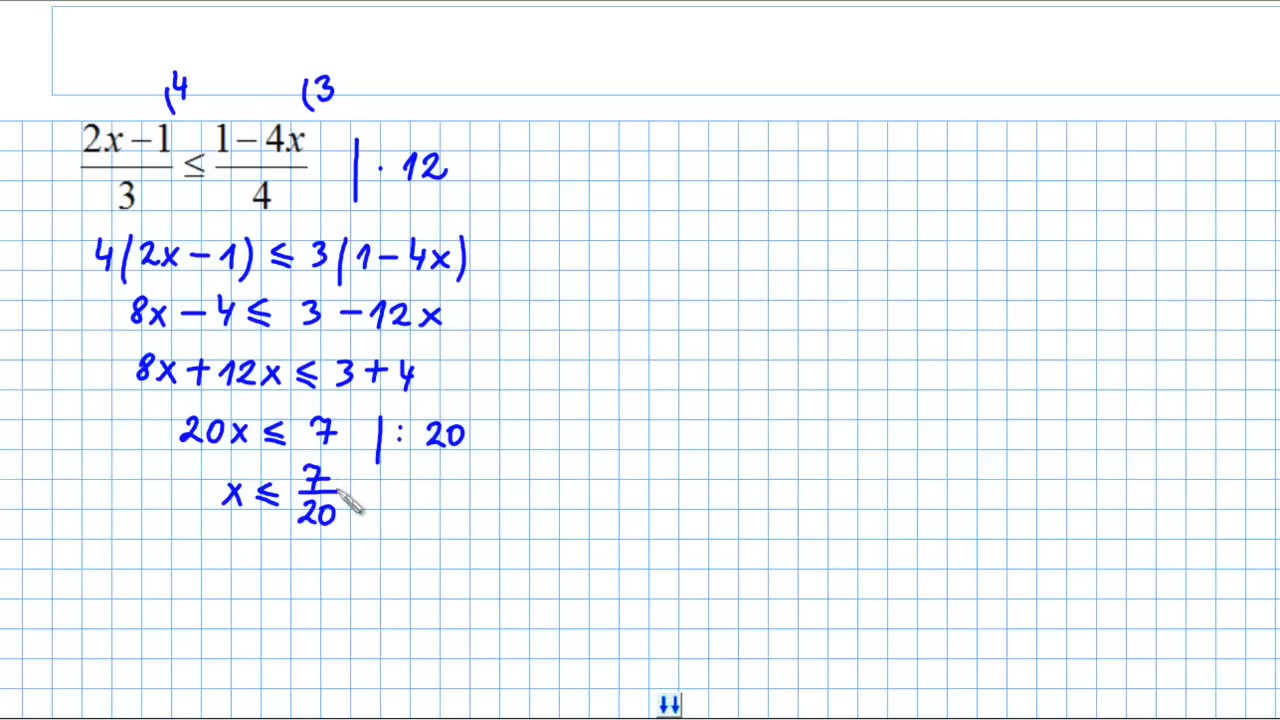 (4 (3
(2x − 1)/3 ≤ (1 − 4x)/4 | · 12
4(2x − 1) ≤ 3(1 − 4x)
8x − 4 ≤ 3 − 12x
8x + 12x ≤ 3 + 4
20x ≤ 7 | : 20
x ≤ 7/20